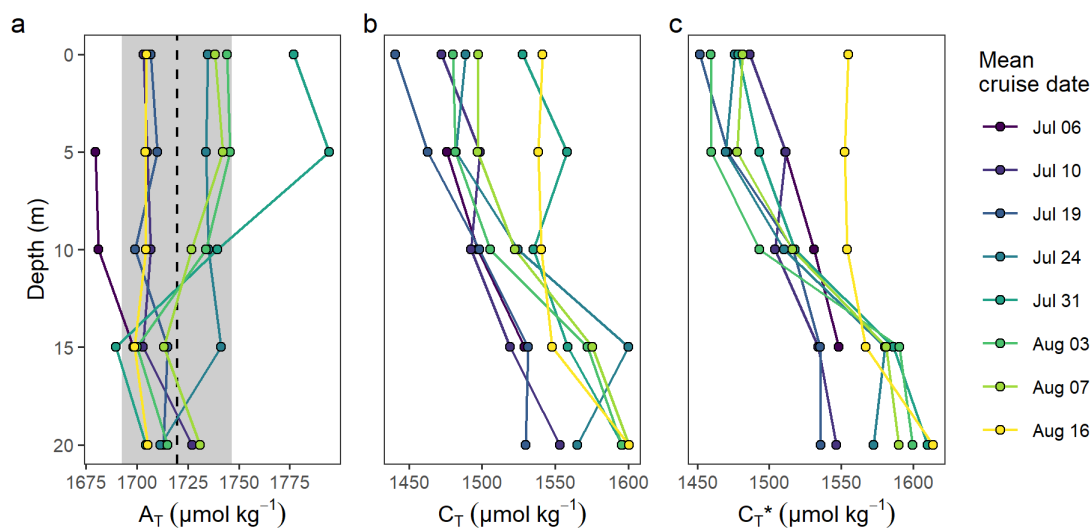 a
b
c
0
5
10
15
20
Depth (m)
1675 1700 1725 1750 1775
A_T (µmol kg⁻¹)
1450 1500 1550 1600
C_T (µmol kg⁻¹)
1450 1500 1550 1600
C_T* (µmol kg⁻¹)
Mean
cruise date
Jul 06
Jul 10
Jul 19
Jul 24
Jul 31
Aug 03
Aug 07
Aug 16